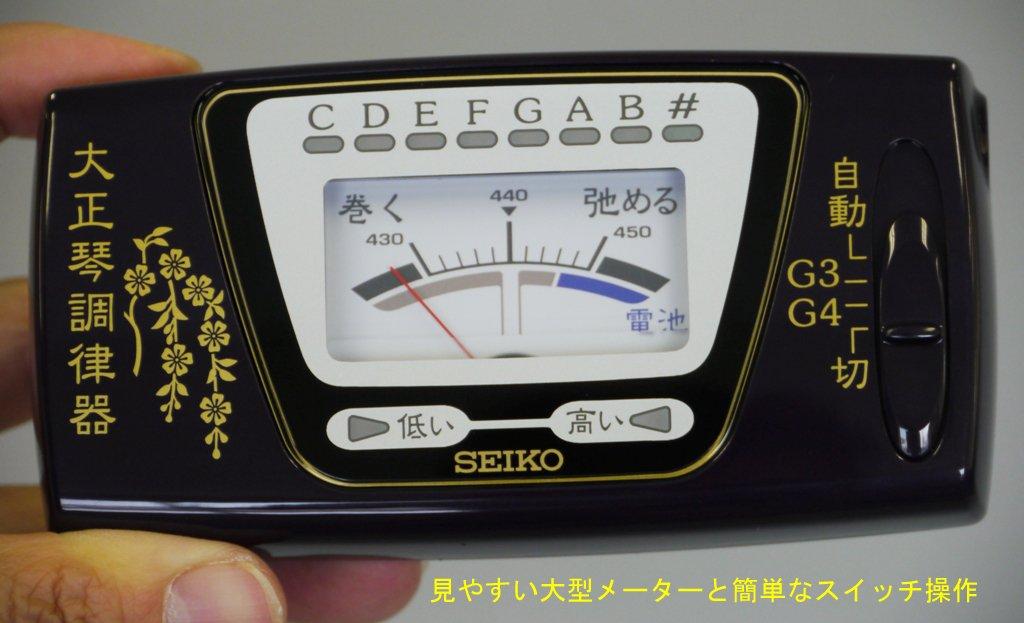 大正琴調律器
C D E F G A B #
巻く 440 弛める
430 450
電池
低い 高い
SEIKO
自動
G3
G4
切
見やすい大型メーターと簡単なスイッチ操作